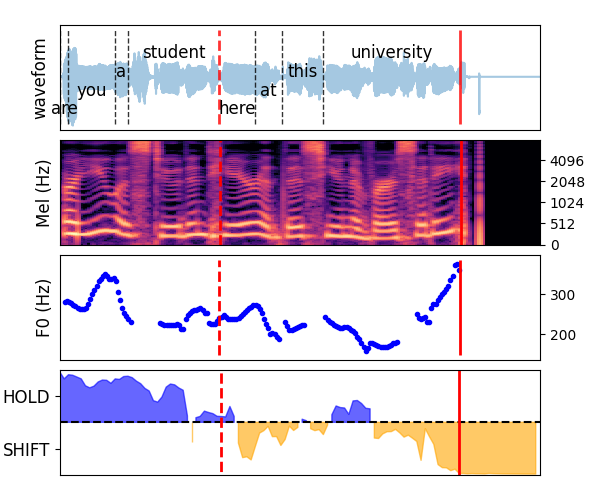 waveform
student
university
a
this
you
at
are
here
Mel (Hz)
4096
2048
1024
512
0
F0 (Hz)
300
200
HOLD
SHIFT